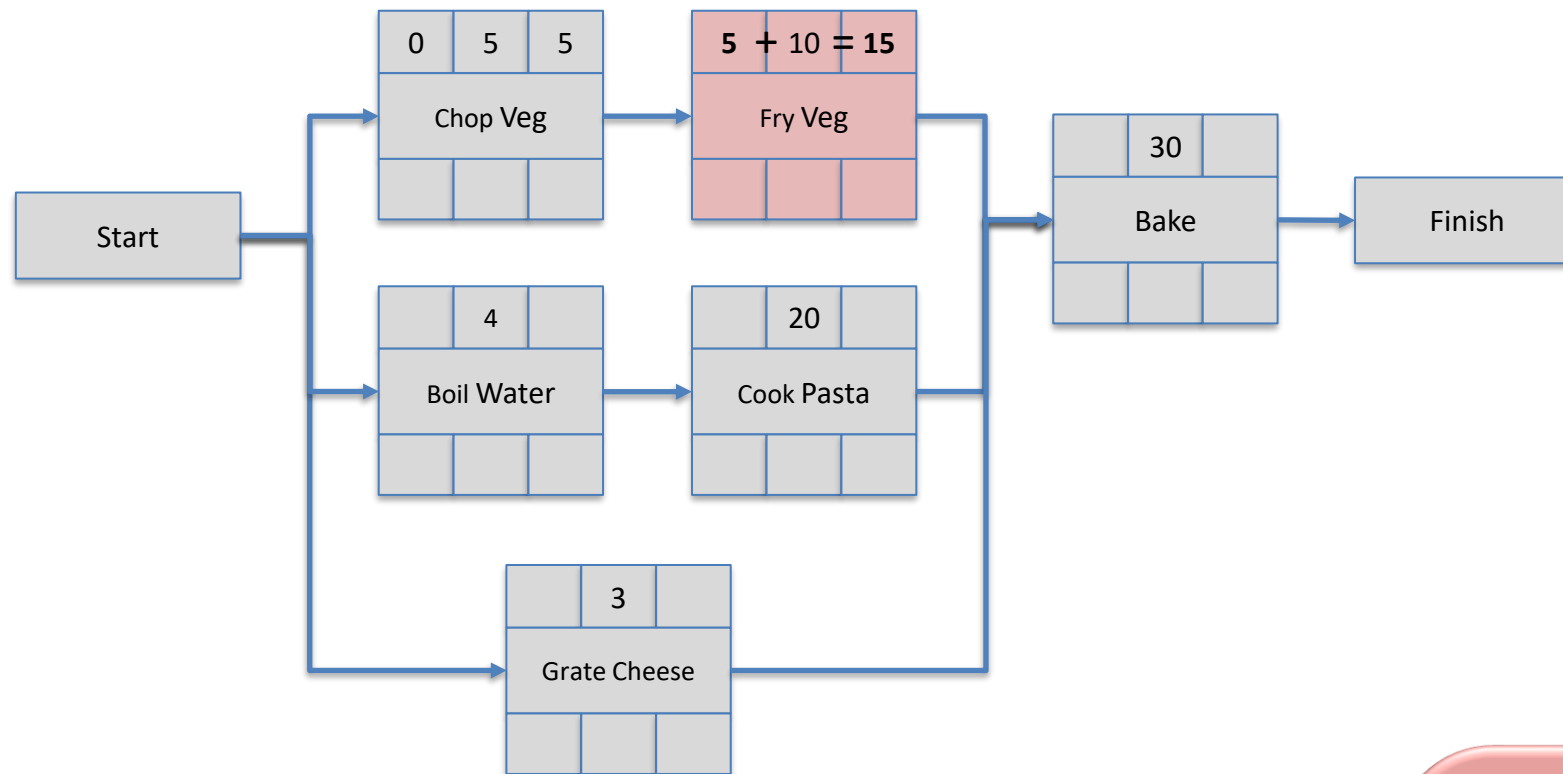 0 5 5
Chop Veg
5 + 10 = 15
Fry Veg
30
Bake
Start
Finish
4
Boil Water
20
Cook Pasta
3
Grate Cheese